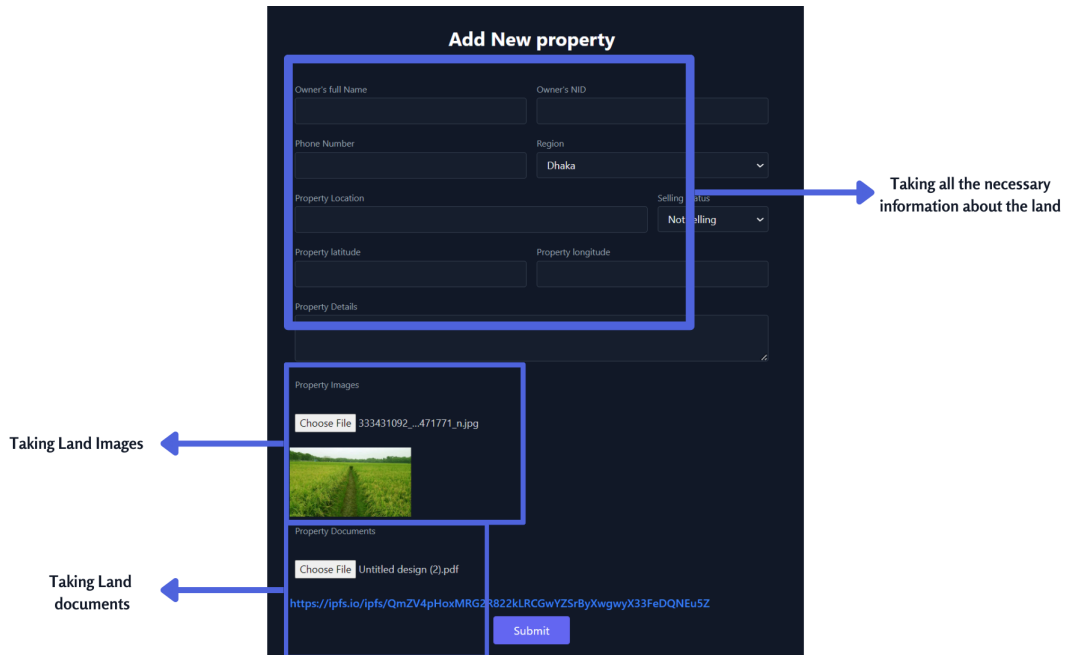 Add New property
Owner's full Name
Owner's NID
Phone Number
Region
Dhaka
Property Location
Selling Status
Not Selling
Property latitude
Property longitude
Property Details
Taking all the necessary
information about the land
Property Images
Choose File 333431092_...471771_n.jpg
Taking Land Images
Property Documents
Choose File Untitled design (2).pdf
Taking Land
documents
https://ipfs.io/ipfs/QmZV4pHoxMRG2R822kLRCGwYZSrByXwgwyX33FeDQNEu5Z
Submit